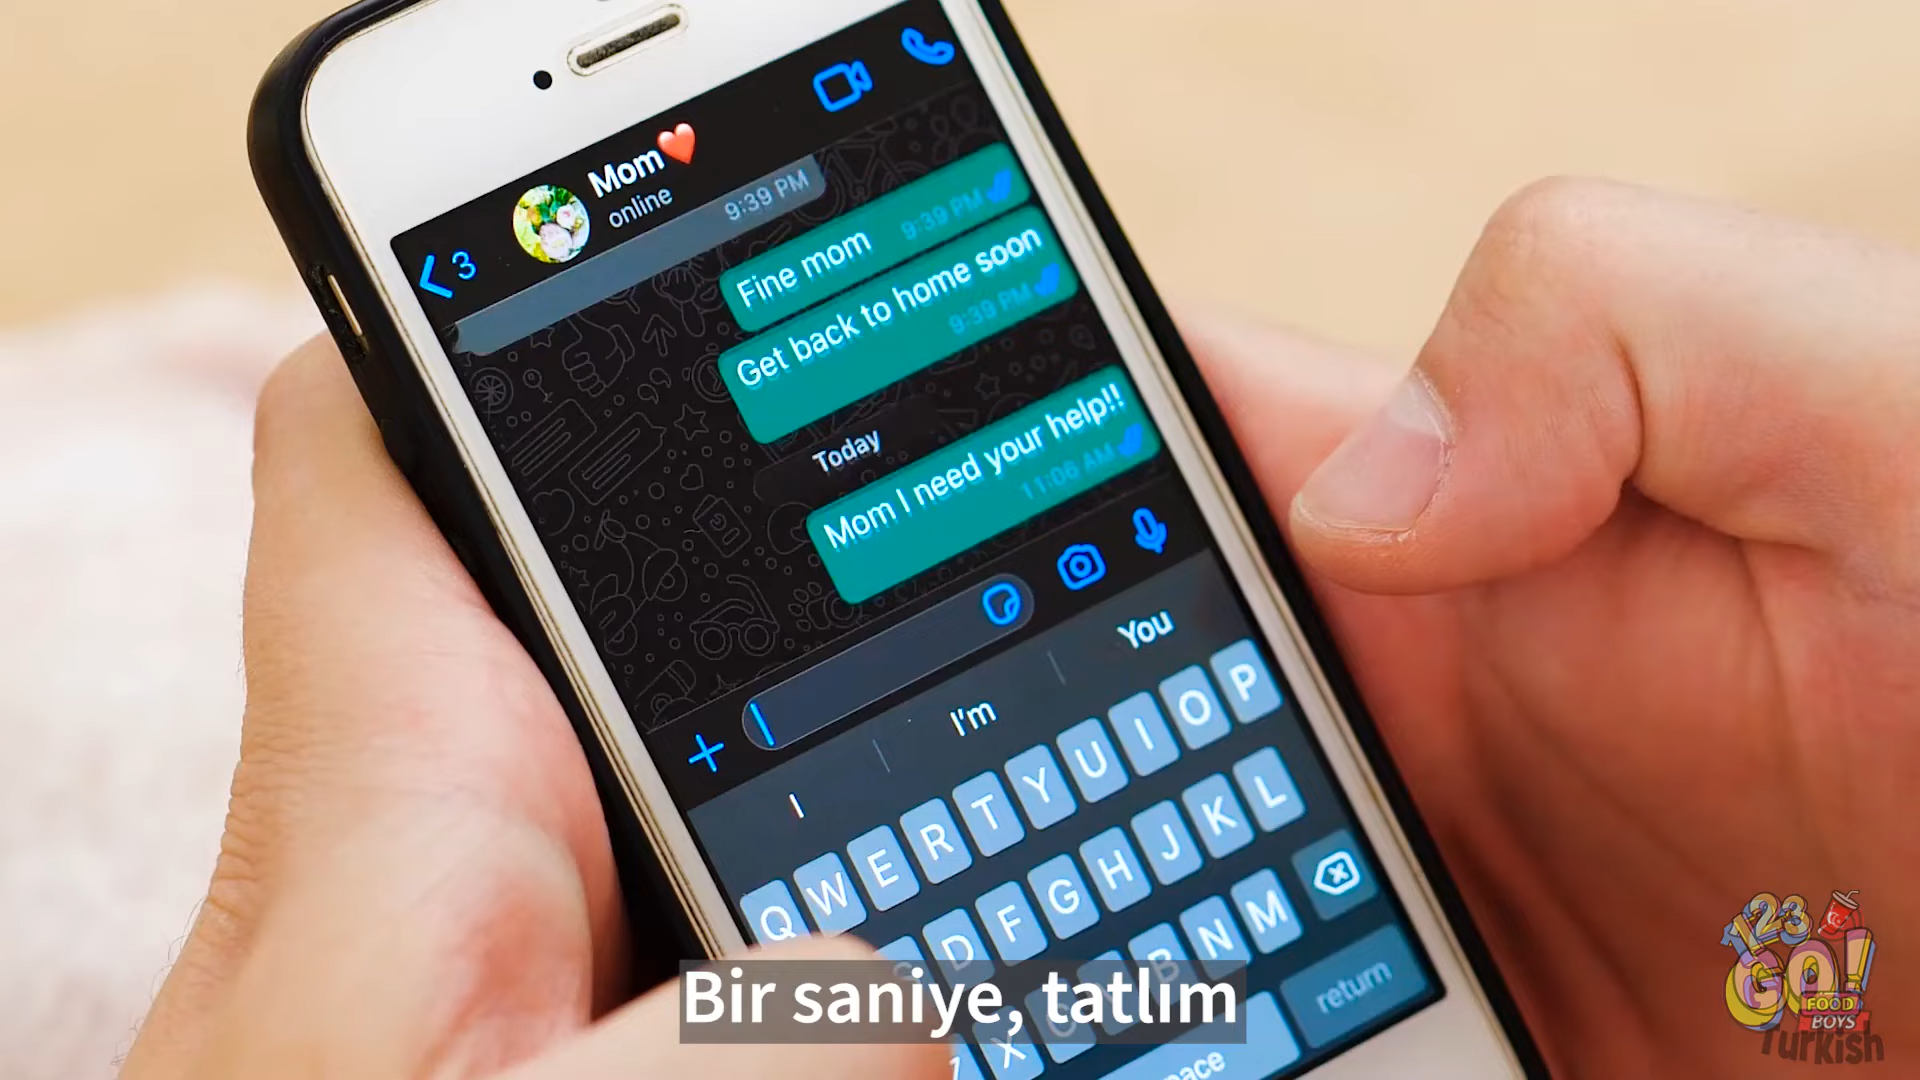 Mom❤️
online
3
9:39 PM
Fine mom
9:39 PM
Get back to home soon
9:39 PM
Today
Mom I need your help!!
11:06 AM
I
I'm
You
Q W E R T Y U I O P
D F G H J K L
X B N M
return
Bir saniye, tatlım
123
GO!
FOOD
BOYS
Turkish